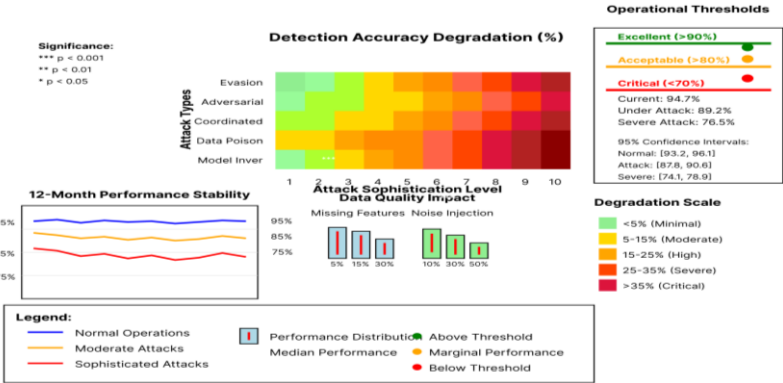 Operational Thresholds
Significance:
*** p < 0.001
** p < 0.01
* p < 0.05
Detection Accuracy Degradation (%)
Attack Types
Evasion
Adversarial
Coordinated
Data Poison
Model Inver
***
1 2 3 4 5 6 7 8 9 10
Attack Sophistication Level
Excellent (>90%)
Acceptable (>80%)
Critical (<70%)
Current: 94.7%
Under Attack: 89.2%
Severe Attack: 76.5%
95% Confidence Intervals:
Normal: [93.2, 96.1]
Attack: [87.8, 90.6]
Severe: [74.1, 78.9]
12-Month Performance Stability
5%
5%
5%
Data Quality Impact
Missing Features Noise Injection
95%
85%
75%
5% 15% 30% 10% 30% 50%
Degradation Scale
<5% (Minimal)
5-15% (Moderate)
15-25% (High)
25-35% (Severe)
>35% (Critical)
Legend:
Normal Operations
Moderate Attacks
Sophisticated Attacks
Performance Distribution
Median Performance
Above Threshold
Marginal Performance
Below Threshold